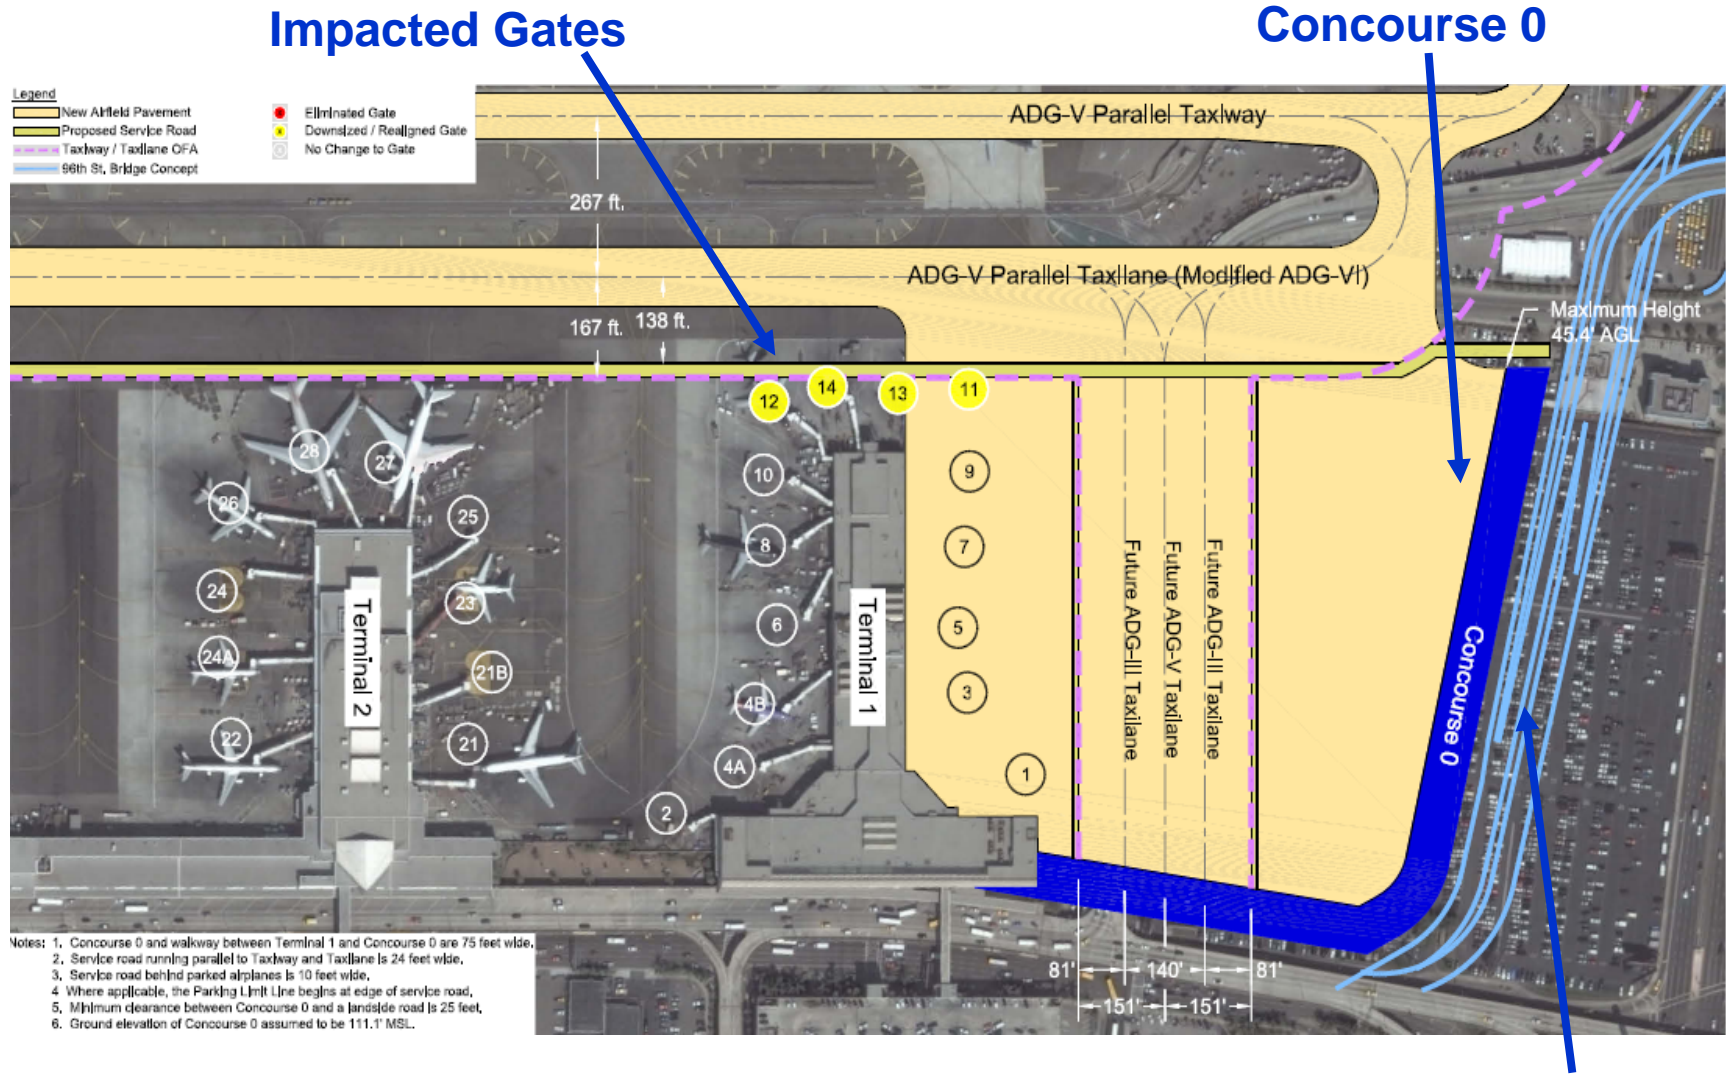 Impacted Gates
Concourse 0
Legend
New Airfield Pavement
Proposed Service Road
Taxiway / Taxilane OFA
96th St. Bridge Concept
Eliminated Gate
Downsized / Realigned Gate
No Change to Gate
ADG-V Parallel Taxiway
267 ft.
ADG-V Parallel Taxilane (Modified ADG-VI)
167 ft.
138 ft.
Maximum Height
45.4' AGL
12
14
13
11
28
27
26
25
24
23
24A
21B
22
21
10
8
6
4B
4A
2
9
7
5
3
1
Terminal 2
Terminal 1
Future ADG-III Taxilane
Future ADG-V Taxilane
Future ADG-III Taxilane
Concourse 0
81'
140'
81'
151'
151'
Notes: 1. Concourse 0 and walkway between Terminal 1 and Concourse 0 are 75 feet wide.
2. Service road running parallel to Taxiway and Taxilane is 24 feet wide.
3. Service road behind parked airplanes is 10 feet wide.
4 Where applicable, the Parking Limit Line begins at edge of service road.
5. Minimum clearance between Concourse 0 and a landside road is 25 feet.
6. Ground elevation of Concourse 0 assumed to be 111.1' MSL.